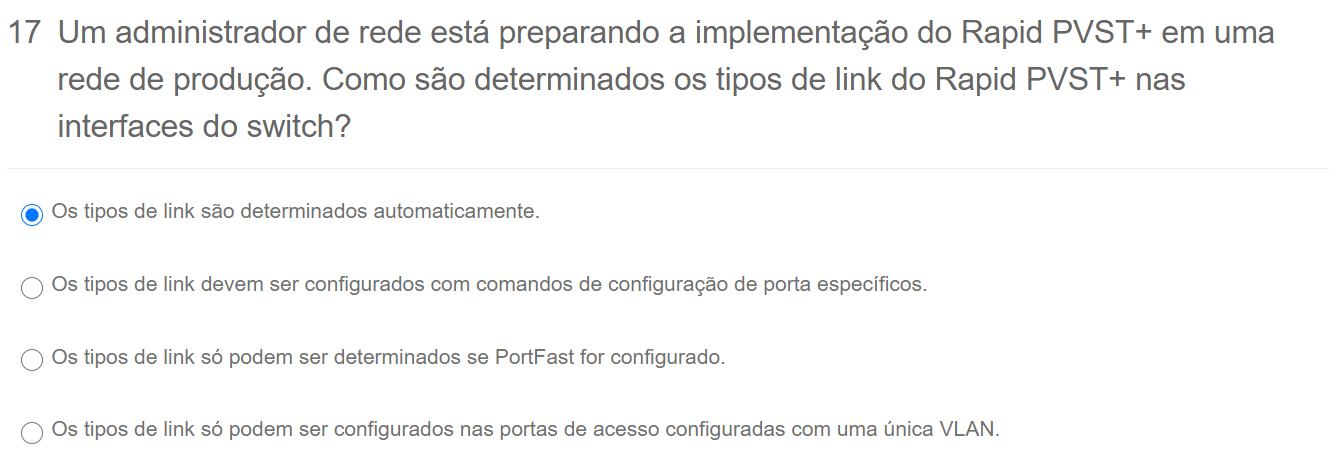 17 Um administrador de rede está preparando a implementação do Rapid PVST+ em uma
rede de produção. Como são determinados os tipos de link do Rapid PVST+ nas
interfaces do switch?
Os tipos de link são determinados automaticamente.
Os tipos de link devem ser configurados com comandos de configuração de porta específicos.
Os tipos de link só podem ser determinados se PortFast for configurado.
Os tipos de link só podem ser configurados nas portas de acesso configuradas com uma única VLAN.